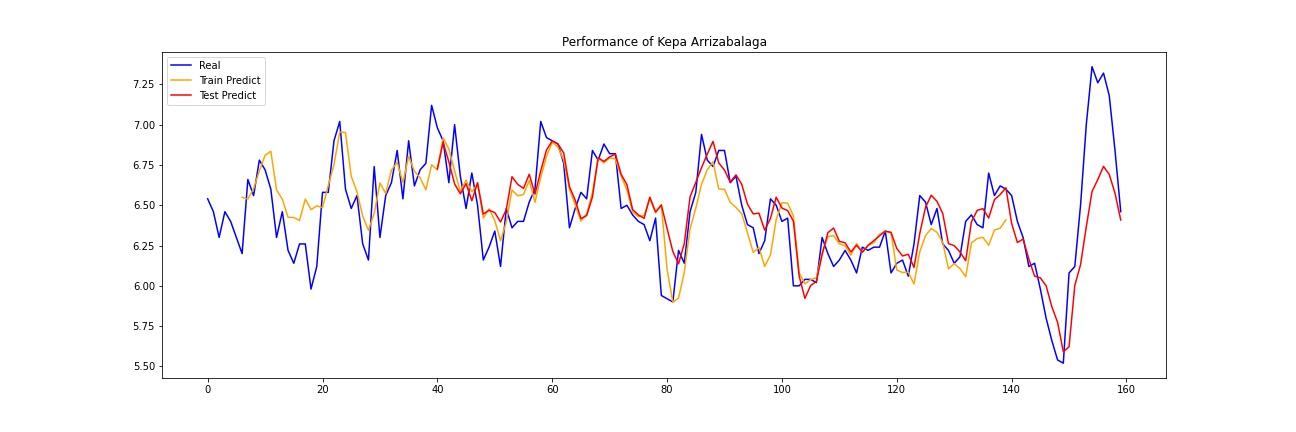 Performance of Kepa Arrizabalaga
Real
Train Predict
Test Predict
7.25
7.00
6.75
6.50
6.25
6.00
5.75
5.50
0 20 40 60 80 100 120 140 160